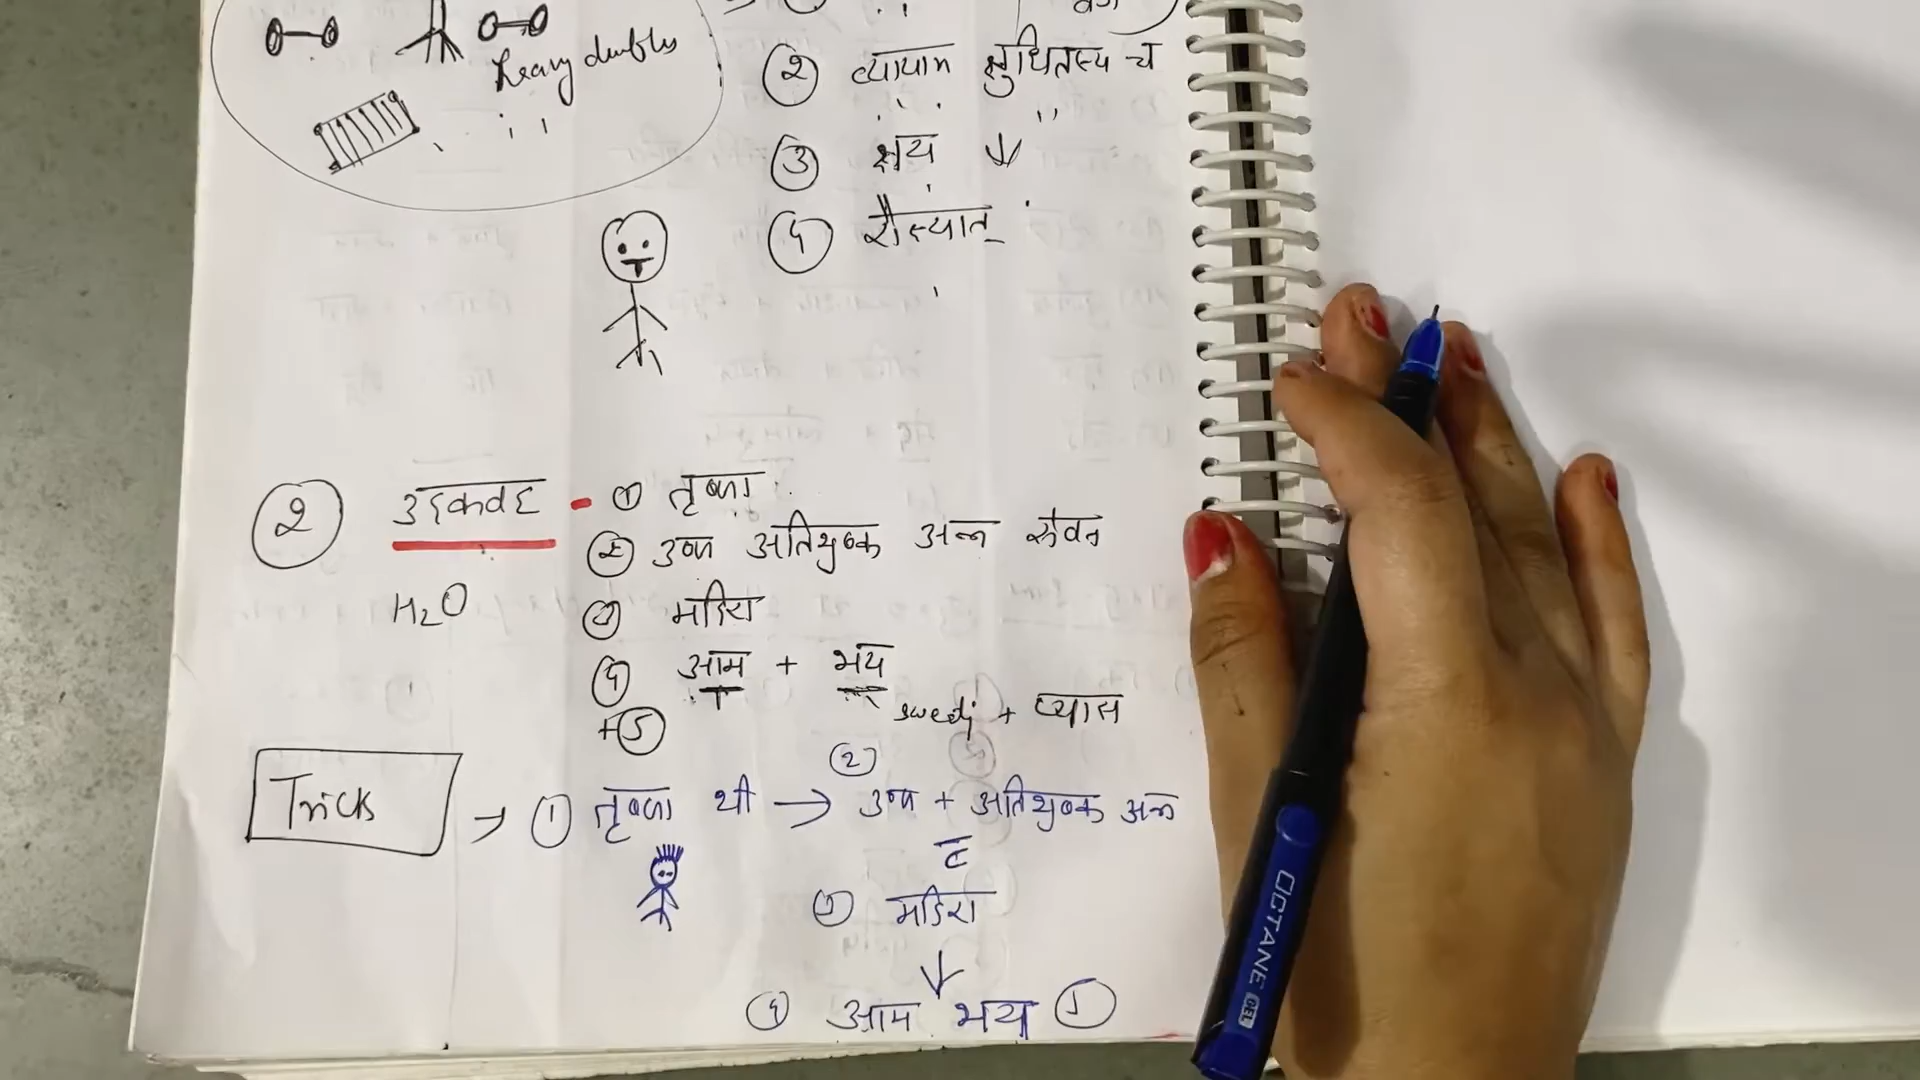 heavy dumbles
② व्यायाम क्षुधितस्य च
③ क्षय ↓
④ रौक्ष्यात्
② उदकवह - ① तृष्णा
② उष्ण अतिशुष्क अन्न सेवन
H₂O
③ मदिरा
④ आम + भय
+⑤ + प्यास
Trick → ① तृष्णा थी → ② उष्ण + अतिशुष्क अन्न
③ मदिरा
↓
④ आम भय ⑤
OCTANE GEL